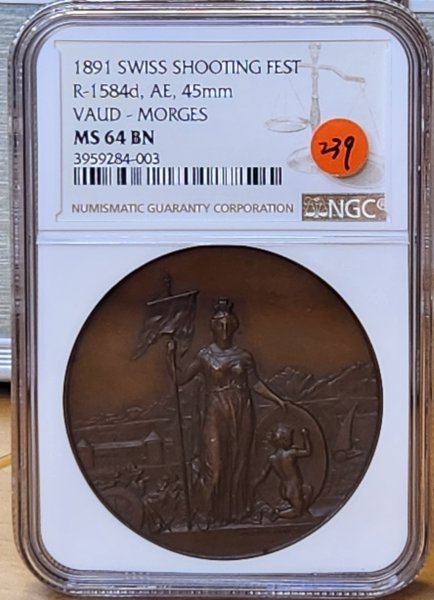 1891 SWISS SHOOTING FEST
R-1584d, AE, 45mm
VAUD - MORGES
MS 64 BN
3959284-003
239
NUMISMATIC GUARANTY CORPORATION
NGC®